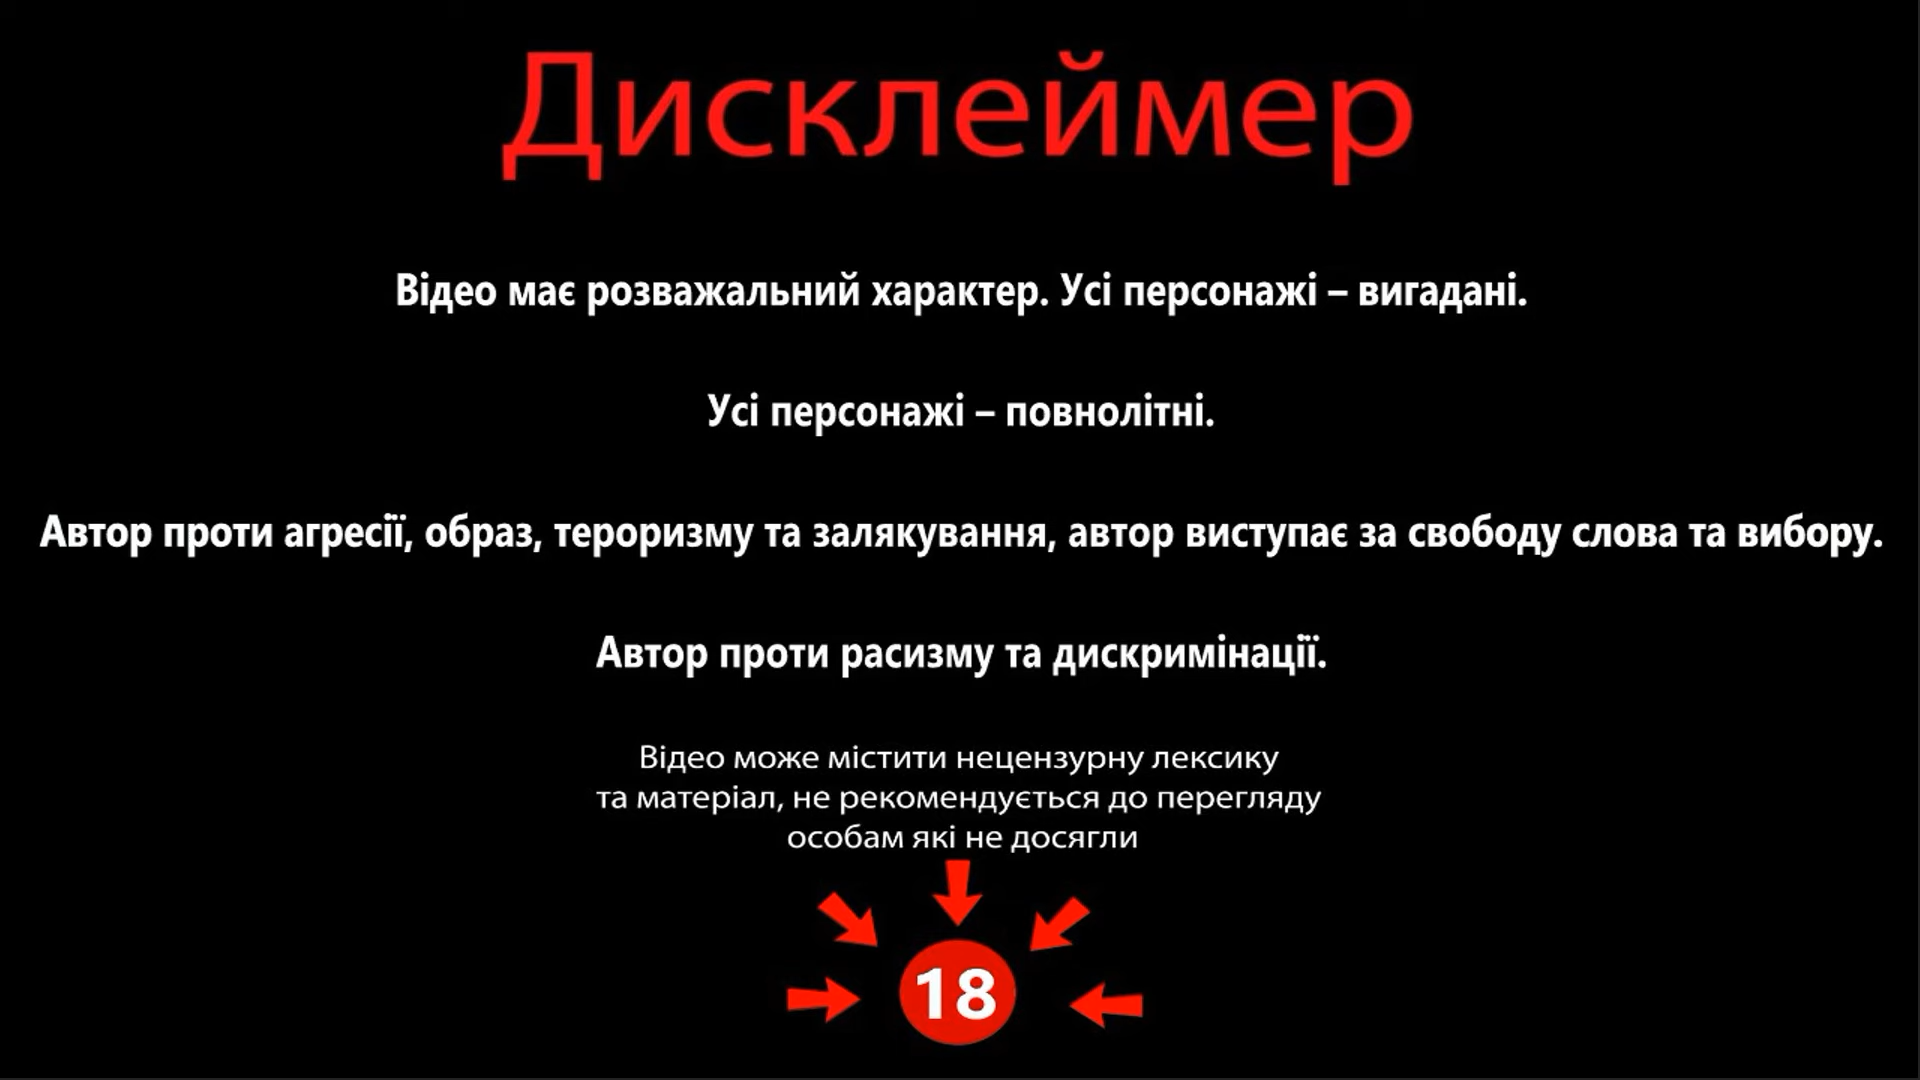 Дисклеймер
Відео має розважальний характер. Усі персонажі – вигадані.
Усі персонажі – повнолітні.
Автор проти агресії, образ, тероризму та залякування, автор виступає за свободу слова та вибору.
Автор проти расизму та дискримінації.
Відео може містити нецензурну лексику
та матеріал, не рекомендується до перегляду
особам які не досягли
18